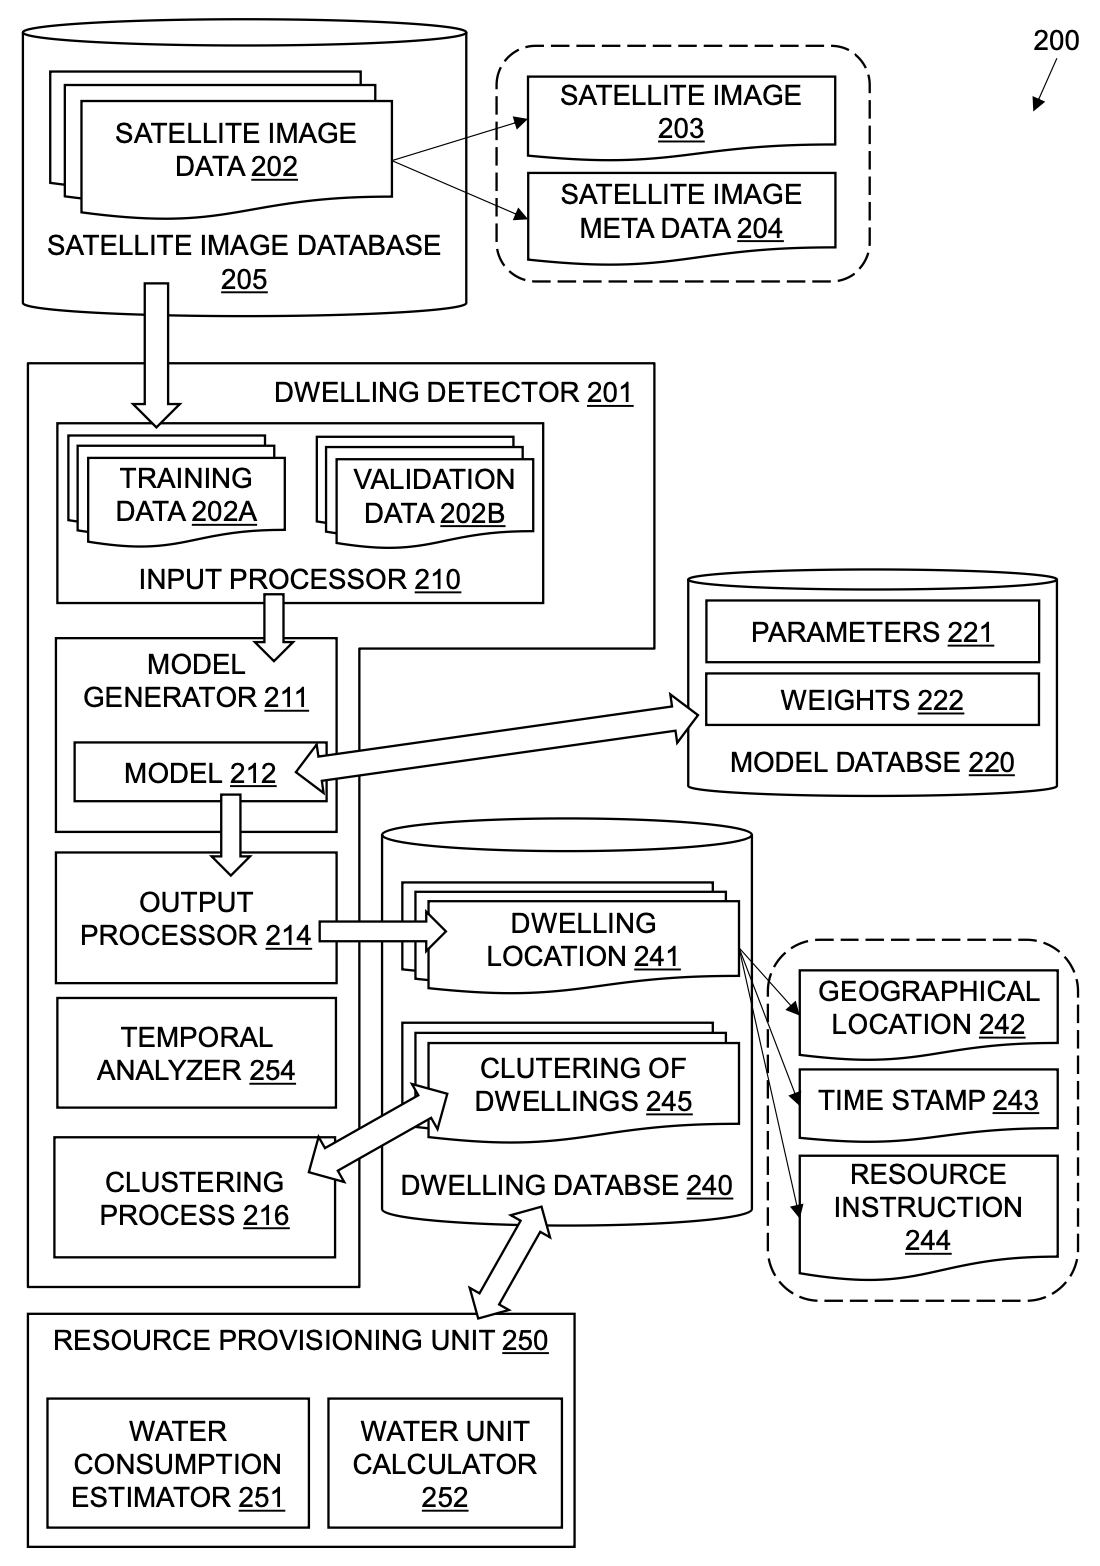 200
SATELLITE IMAGE
DATA 202
SATELLITE IMAGE DATABASE
205
SATELLITE IMAGE
203
SATELLITE IMAGE
META DATA 204
DWELLING DETECTOR 201
TRAINING
DATA 202A
VALIDATION
DATA 202B
INPUT PROCESSOR 210
MODEL
GENERATOR 211
MODEL 212
PARAMETERS 221
WEIGHTS 222
MODEL DATABSE 220
OUTPUT
PROCESSOR 214
DWELLING
LOCATION 241
GEOGRAPHICAL
LOCATION 242
TIME STAMP 243
RESOURCE
INSTRUCTION
244
TEMPORAL
ANALYZER 254
CLUTERING OF
DWELLINGS 245
CLUSTERING
PROCESS 216
DWELLING DATABSE 240
RESOURCE PROVISIONING UNIT 250
WATER
CONSUMPTION
ESTIMATOR 251
WATER UNIT
CALCULATOR
252